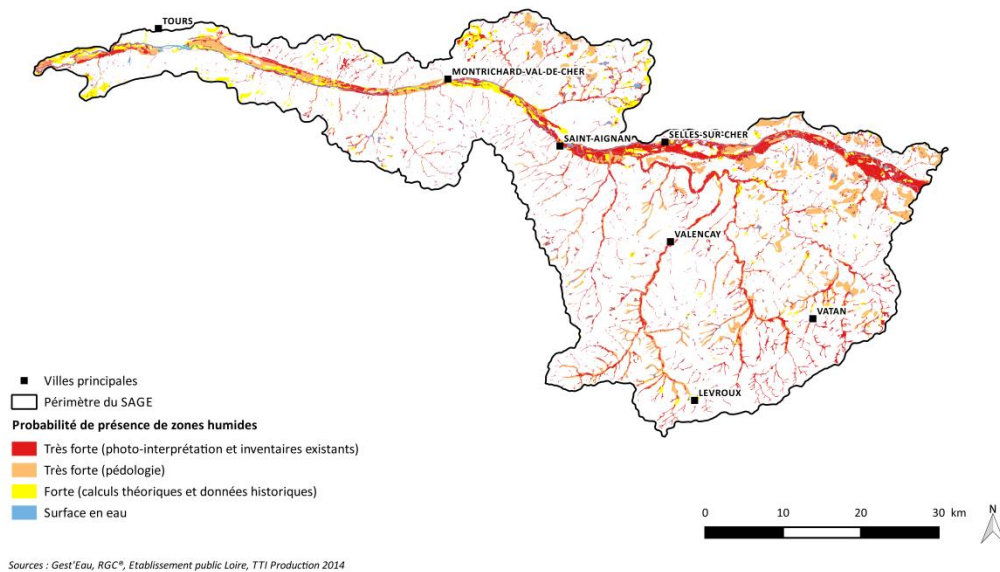 TOURS
MONTRICHARD-VAL-DE-CHER
SAINT-AIGNAN
SELLES-SUR-CHER
VALENCAY
VATAN
LEVROUX
Villes principales
Périmètre du SAGE
Probabilité de présence de zones humides
Très forte (photo-interprétation et inventaires existants)
Très forte (pédologie)
Forte (calculs théoriques et données historiques)
Surface en eau
0 10 20 30 km
N
Sources : Gest'Eau, RGC®, Etablissement public Loire, TTI Production 2014